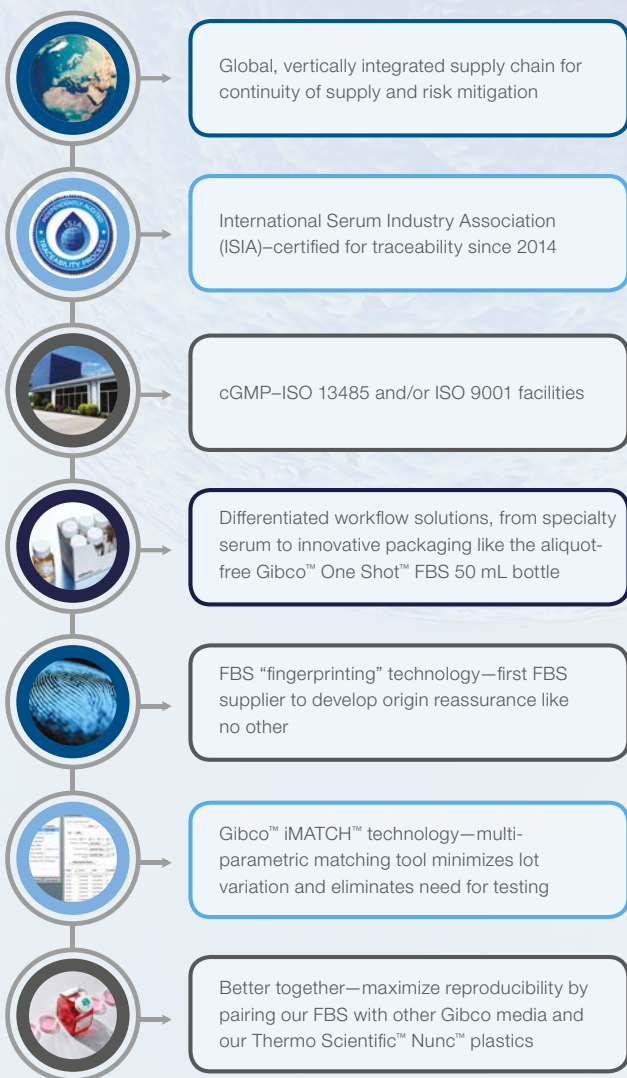 Global, vertically integrated supply chain for
continuity of supply and risk mitigation
INDEPENDENTLY AUDITED
ISIA
TRACEABILITY PROCESS
International Serum Industry Association
(ISIA)–certified for traceability since 2014
cGMP–ISO 13485 and/or ISO 9001 facilities
Differentiated workflow solutions, from specialty
serum to innovative packaging like the aliquot-
free Gibco™ One Shot™ FBS 50 mL bottle
FBS “fingerprinting” technology—first FBS
supplier to develop origin reassurance like
no other
Gibco™ iMATCH™ technology—multi-
parametric matching tool minimizes lot
variation and eliminates need for testing
Better together—maximize reproducibility by
pairing our FBS with other Gibco media and
our Thermo Scientific™ Nunc™ plastics